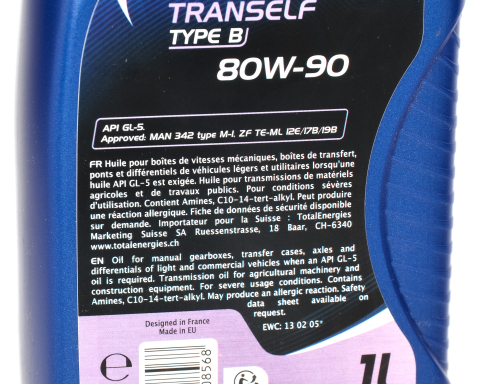 TRANSELF
TYPE B
80W-90
API GL-5.
Approved: MAN 342 type M-1. ZF TE-ML 12E/17B/19B
FR Huile pour boîtes de vitesses mécaniques, boîtes de transfert,
ponts et différentiels de véhicules légers et utilitaires lorsqu'une
huile API GL-5 est exigée. Huile pour transmissions de matériels
agricoles et de travaux publics. Pour conditions sévères
d'utilisation. Contient Amines, C10-14-tert-alkyl. Peut produire
une réaction allergique. Fiche de données de sécurité disponible
sur demande. Importateur pour la Suisse : TotalEnergies
Marketing Suisse SA Ruessenstrasse, 18 Baar, CH-6340
www.totalenergies.ch
EN Oil for manual gearboxes, transfer cases, axles and
differentials of light and commercial vehicles when an API GL-5
oil is required. Transmission oil for agricultural machinery and
construction equipment. For severe usage conditions. Contains
Amines, C10-14-tert-alkyl. May produce an allergic reaction. Safety
data sheet available on
request.
Designed in France
Made in EU
EWC: 13 02 05*
e
08568
1L